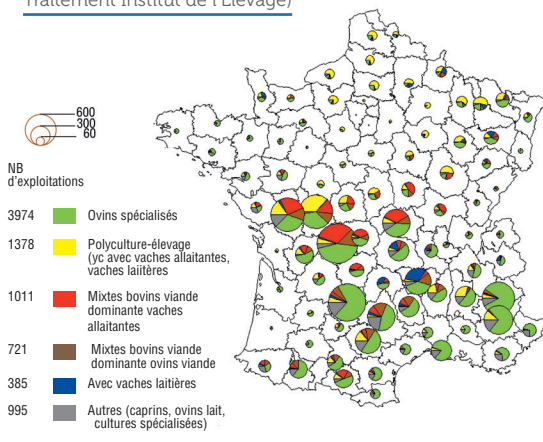 Traitement Institut de l'Elevage)
600
300
60
NB
d'exploitations
3974 Ovins spécialisés
1378 Polyculture-élevage
(yc avec vaches allaitantes,
vaches laiitères
1011 Mixtes bovins viande
dominante vaches
allaitantes
721 Mixtes bovins viande
dominante ovins viande
385 Avec vaches laitières
995 Autres (caprins, ovins lait,
cultures spécialisées)